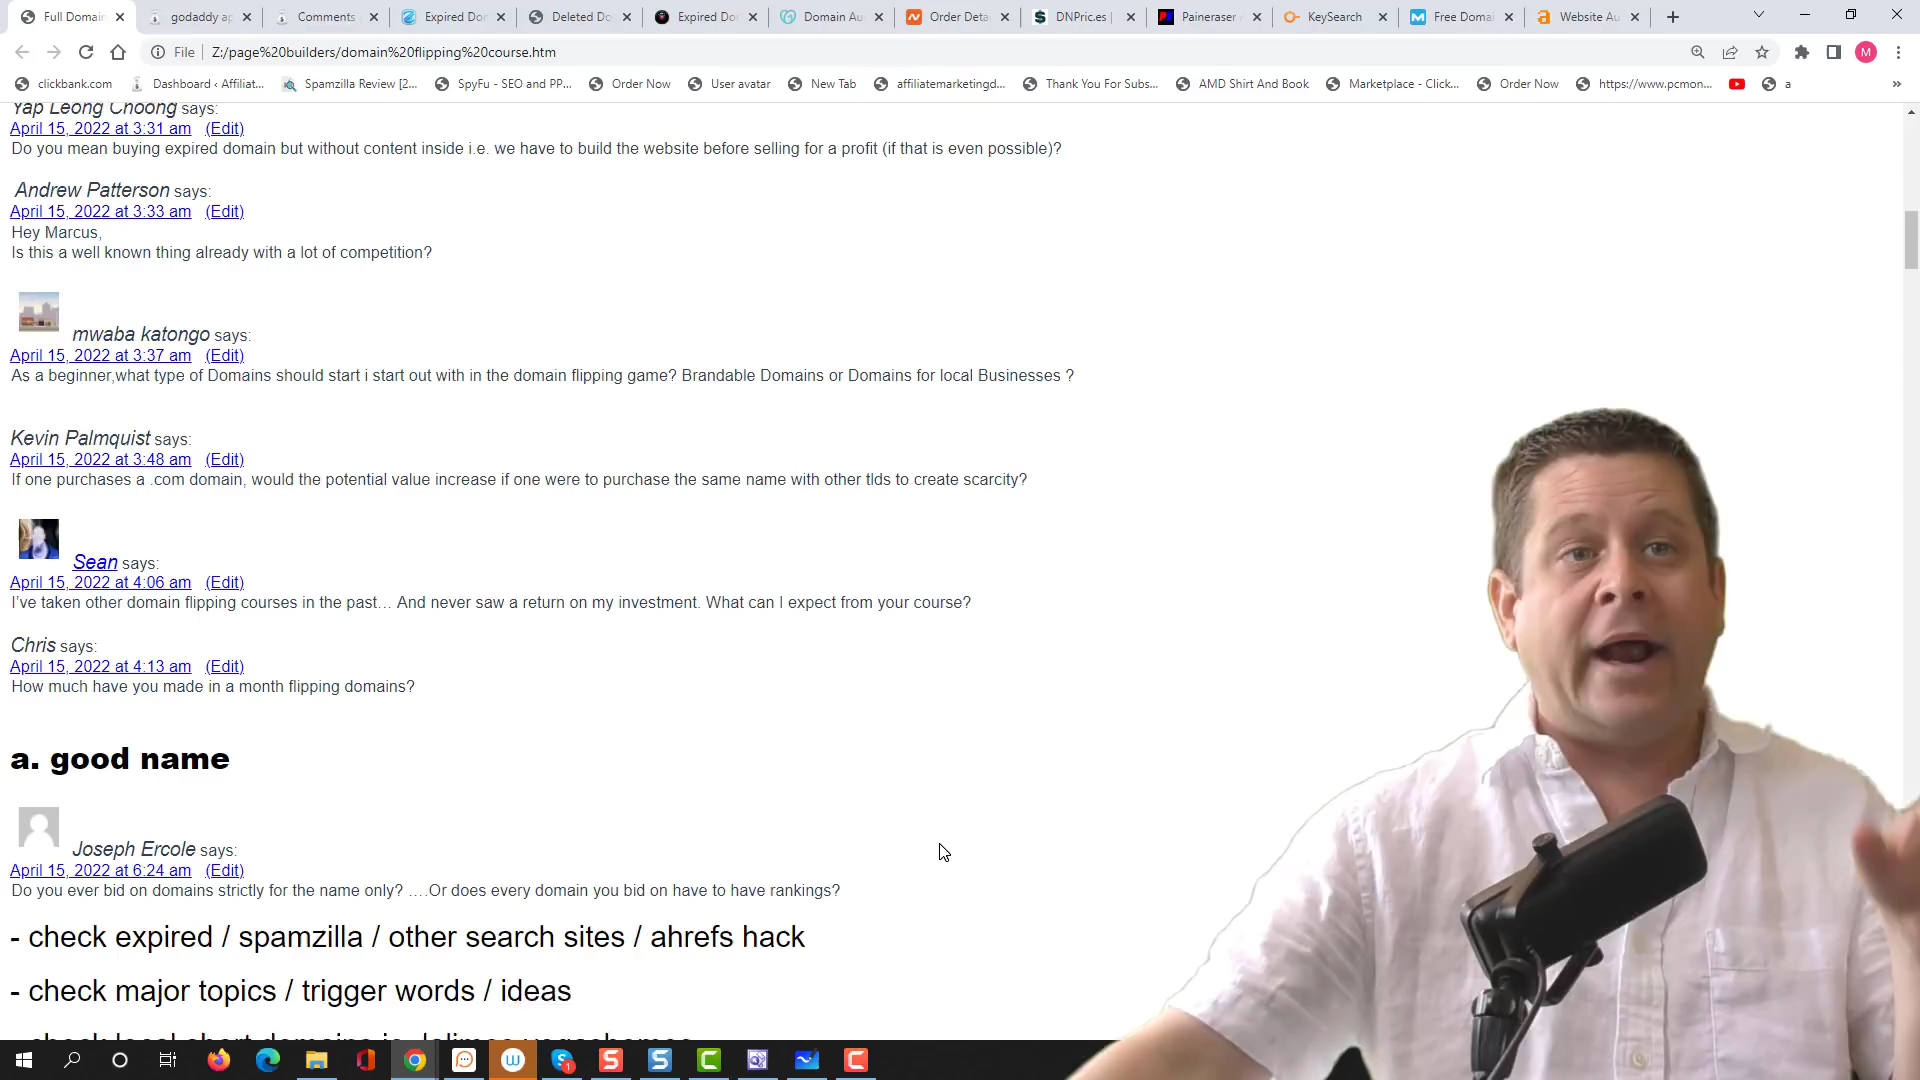 Full Domain
godaddy ap
Comments
Expired Dor
Deleted Do
Expired Dor
Domain Au
Order Deta
DNPric.es |
Paineraser
KeySearch
Free Domai
Website Au
File
Z:/page%20builders/domain%20flipping%20course.htm
M
clickbank.com
Dashboard ‹ Affiliat...
Spamzilla Review [2...
SpyFu - SEO and PP...
Order Now
User avatar
New Tab
affiliatemarketingd...
Thank You For Subs...
AMD Shirt And Book
Marketplace - Click...
Order Now
https://www.pcmon...
a
Yap Leong Choong says:
April 15, 2022 at 3:31 am (Edit)
Do you mean buying expired domain but without content inside i.e. we have to build the website before selling for a profit (if that is even possible)?
Andrew Patterson says:
April 15, 2022 at 3:33 am (Edit)
Hey Marcus,
Is this a well known thing already with a lot of competition?
mwaba katongo says:
April 15, 2022 at 3:37 am (Edit)
As a beginner,what type of Domains should start i start out with in the domain flipping game? Brandable Domains or Domains for local Businesses ?
Kevin Palmquist says:
April 15, 2022 at 3:48 am (Edit)
If one purchases a .com domain, would the potential value increase if one were to purchase the same name with other tlds to create scarcity?
Sean says:
April 15, 2022 at 4:06 am (Edit)
I've taken other domain flipping courses in the past… And never saw a return on my investment. What can I expect from your course?
Chris says:
April 15, 2022 at 4:13 am (Edit)
How much have you made in a month flipping domains?
a. good name
Joseph Ercole says:
April 15, 2022 at 6:24 am (Edit)
Do you ever bid on domains strictly for the name only? ….Or does every domain you bid on have to have rankings?
- check expired / spamzilla / other search sites / ahrefs hack
- check major topics / trigger words / ideas